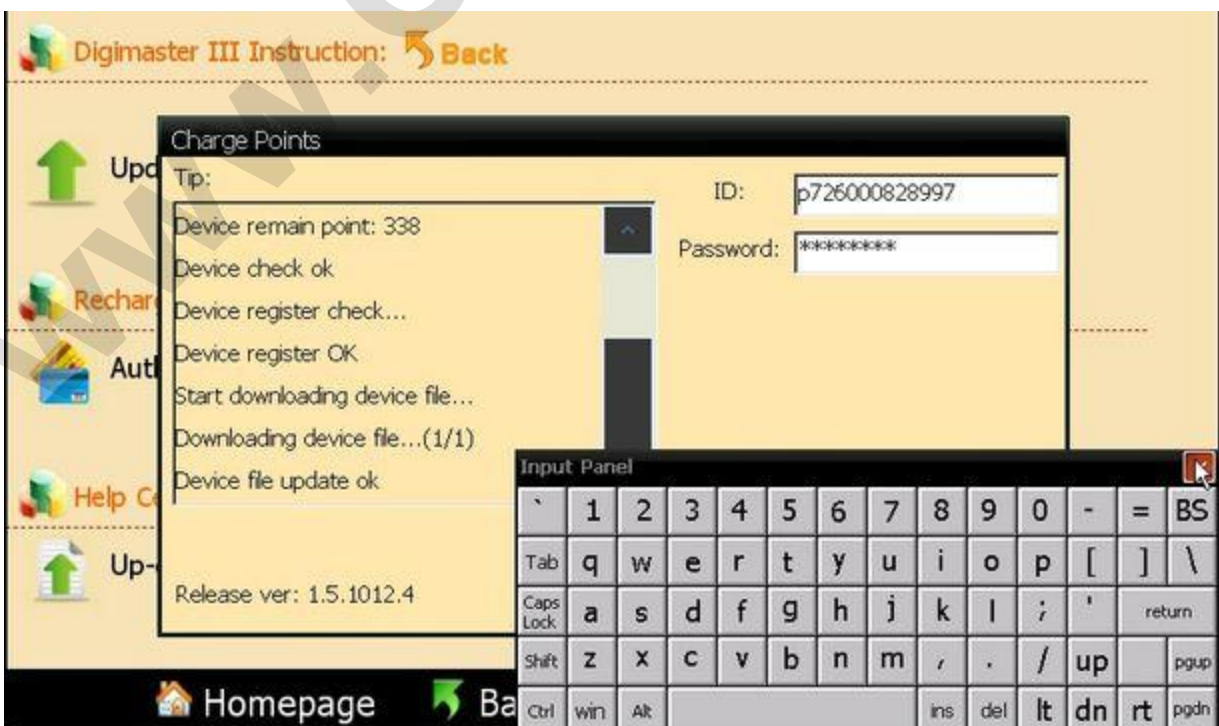 Digimaster III Instruction: Back
Charge Points
Upd
Tip:
ID: p726000828997
Device remain point: 338
Password: *********
Device check ok
Rechar
Device register check...
Device register OK
Aut
Start downloading device file...
Downloading device file...(1/1)
Device file update ok
Input Panel
Help Ce
` 1 2 3 4 5 6 7 8 9 0 - = BS
Up-
Tab q w e r t y u i o p [ ] \
Release ver: 1.5.1012.4
Caps Lock a s d f g h j k l ; ' return
Shift z x c v b n m , . / up pgup
Homepage Ba
Ctrl win Alt ins del lt dn rt pgdn